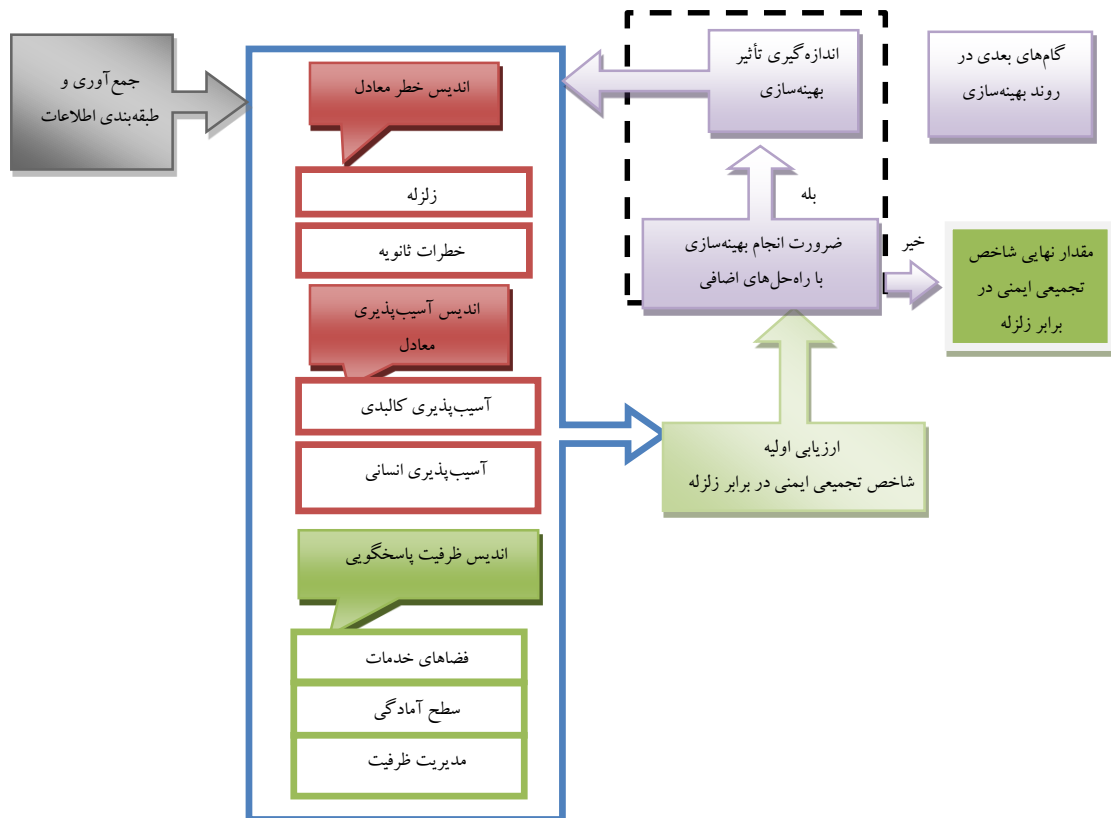 جمع‌آوری و
طبقه‌بندی اطلاعات
اندیس خطر معادل
زلزله
خطرات ثانویه
اندیس آسیب‌پذیری
معادل
آسیب‌پذیری کالبدی
آسیب‌پذیری انسانی
اندیس ظرفیت پاسخگویی
فضاهای خدمات
سطح آمادگی
مدیریت ظرفیت
اندازه‌گیری تأثیر
بهینه‌سازی
گام‌های بعدی در
روند بهینه‌سازی
بله
ضرورت انجام بهینه‌سازی
با راه‌حل‌های اضافی
خیر
مقدار نهایی شاخص
تجمیعی ایمنی در
برابر زلزله
ارزیابی اولیه
شاخص تجمیعی ایمنی در برابر زلزله